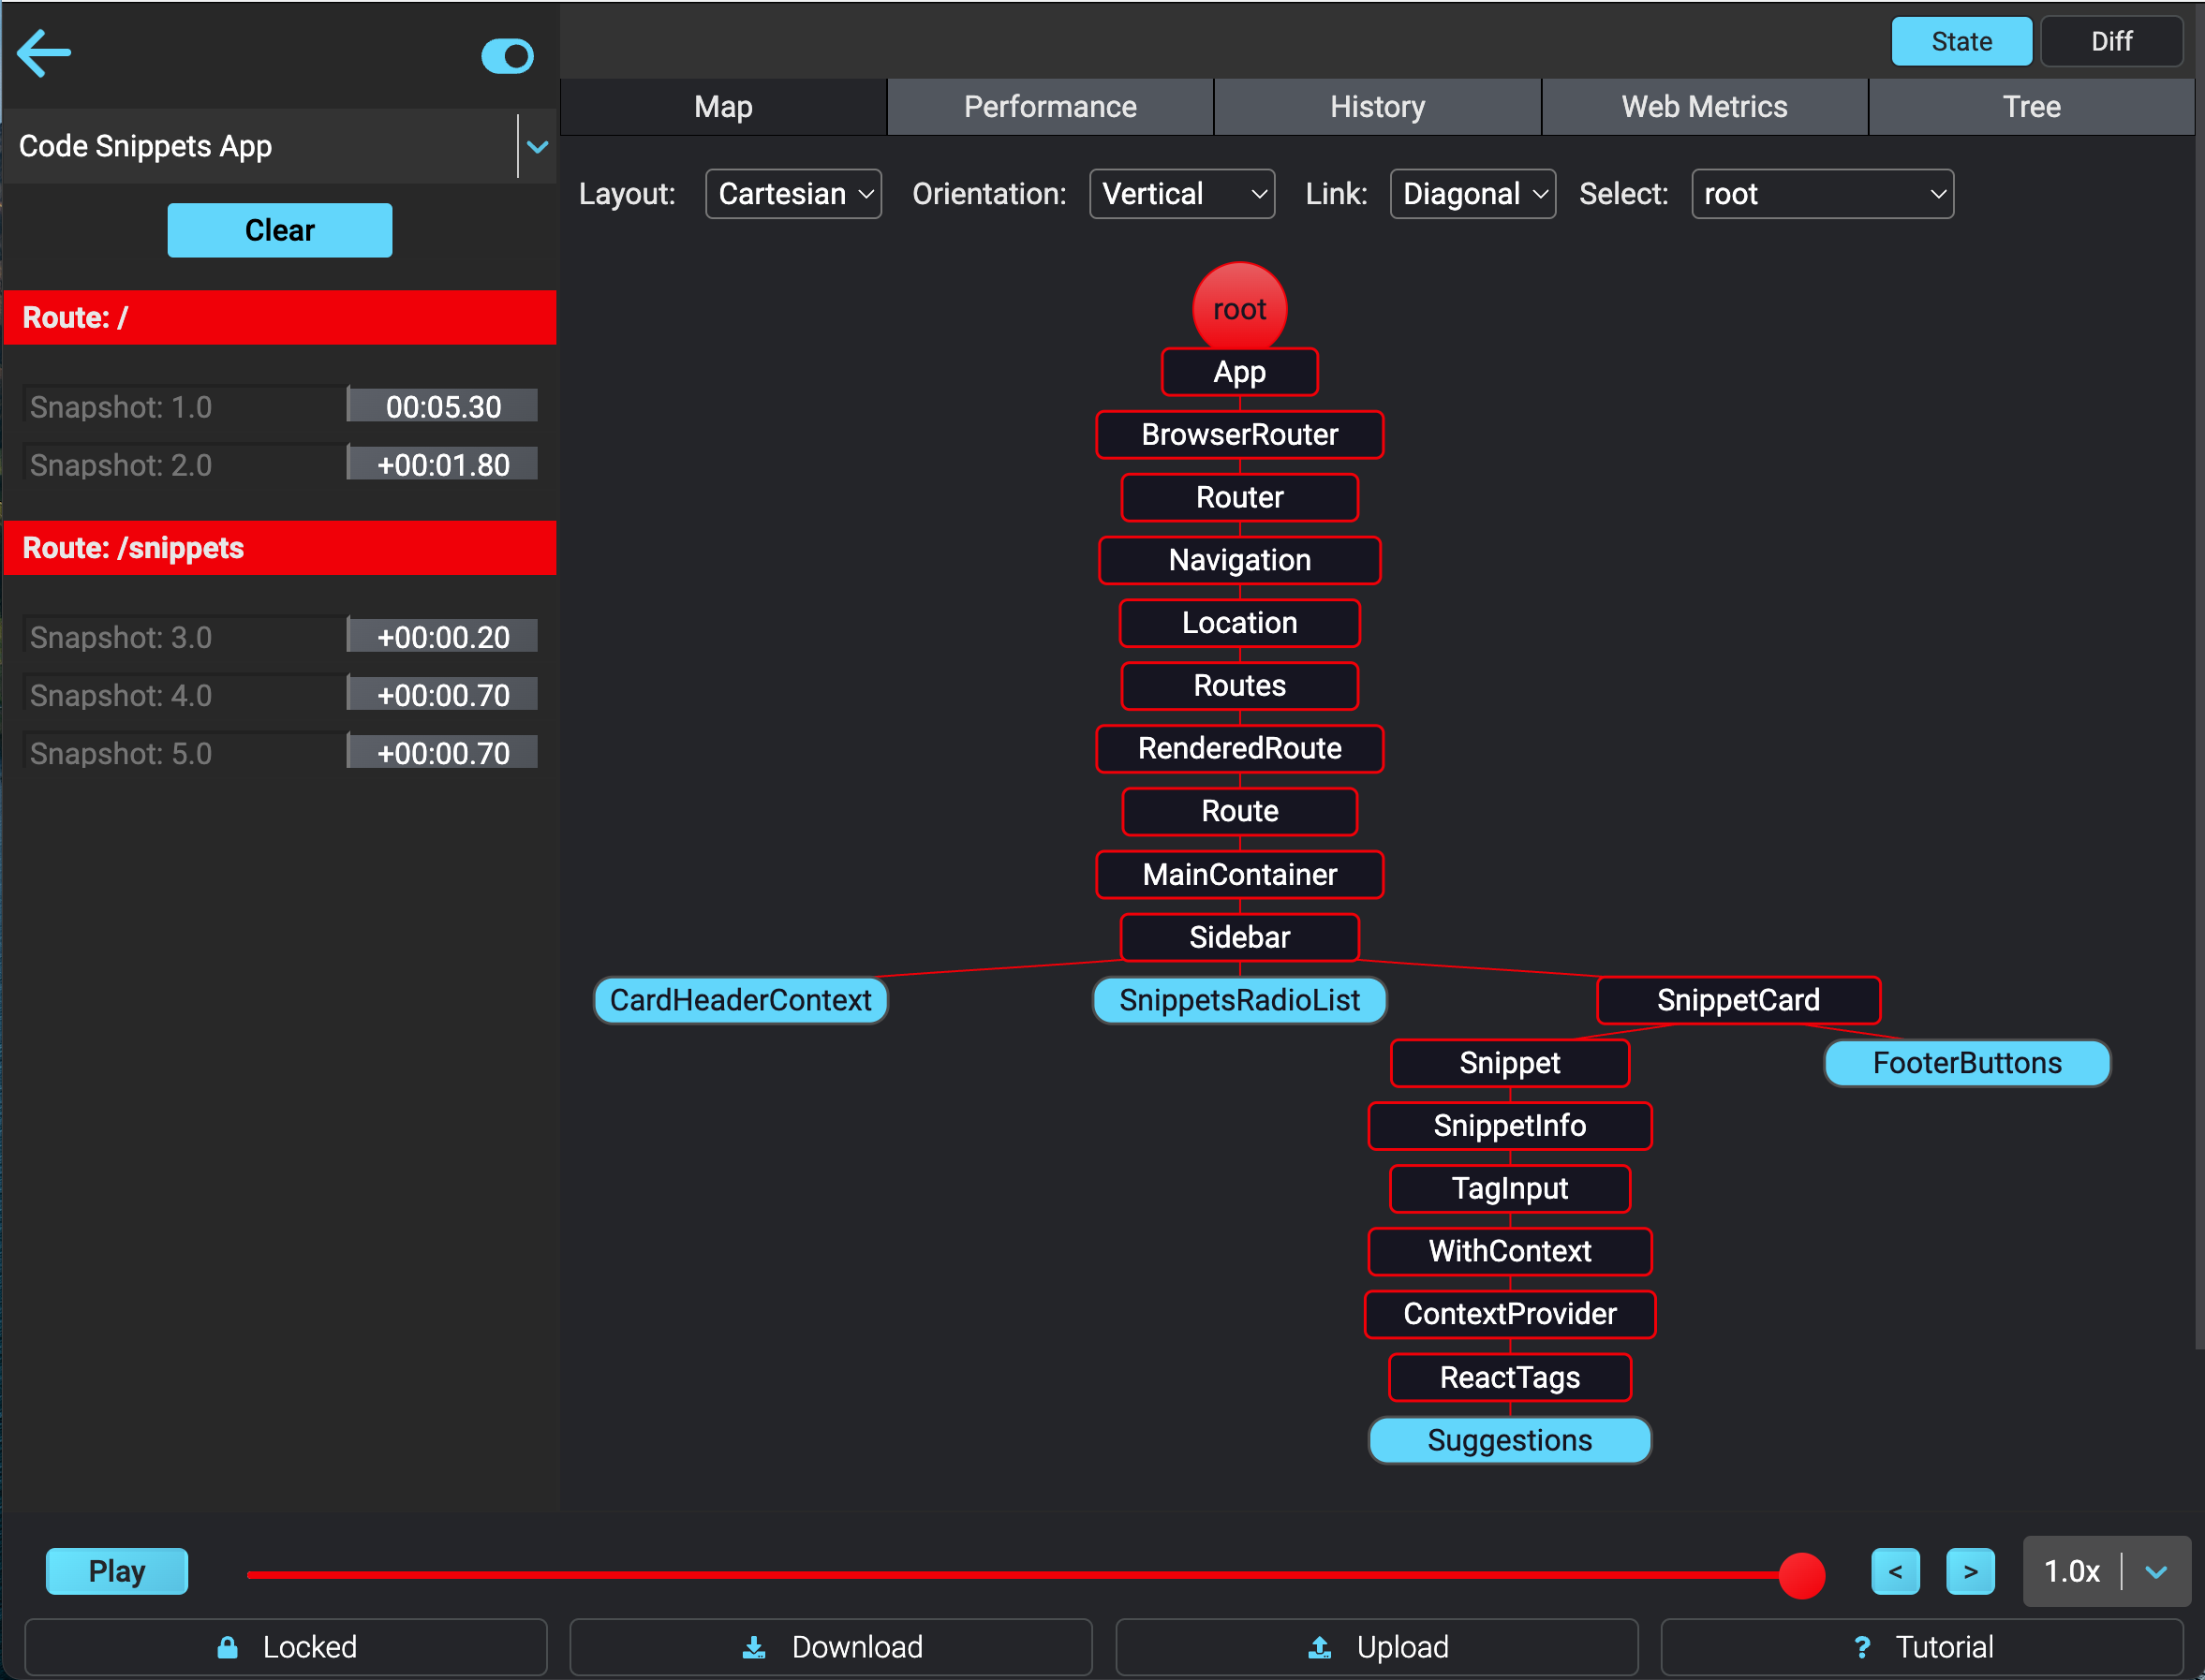 State Diff
Code Snippets App
Clear
Route: /
Snapshot: 1.0 00:05.30
Snapshot: 2.0 +00:01.80
Route: /snippets
Snapshot: 3.0 +00:00.20
Snapshot: 4.0 +00:00.70
Snapshot: 5.0 +00:00.70
Map Performance History Web Metrics Tree
Layout: Cartesian Orientation: Vertical Link: Diagonal Select: root
root
App
BrowserRouter
Router
Navigation
Location
Routes
RenderedRoute
Route
MainContainer
Sidebar
CardHeaderContext SnippetsRadioList SnippetCard
Snippet FooterButtons
SnippetInfo
TagInput
WithContext
ContextProvider
ReactTags
Suggestions
Play < > 1.0x
Locked Download Upload ? Tutorial